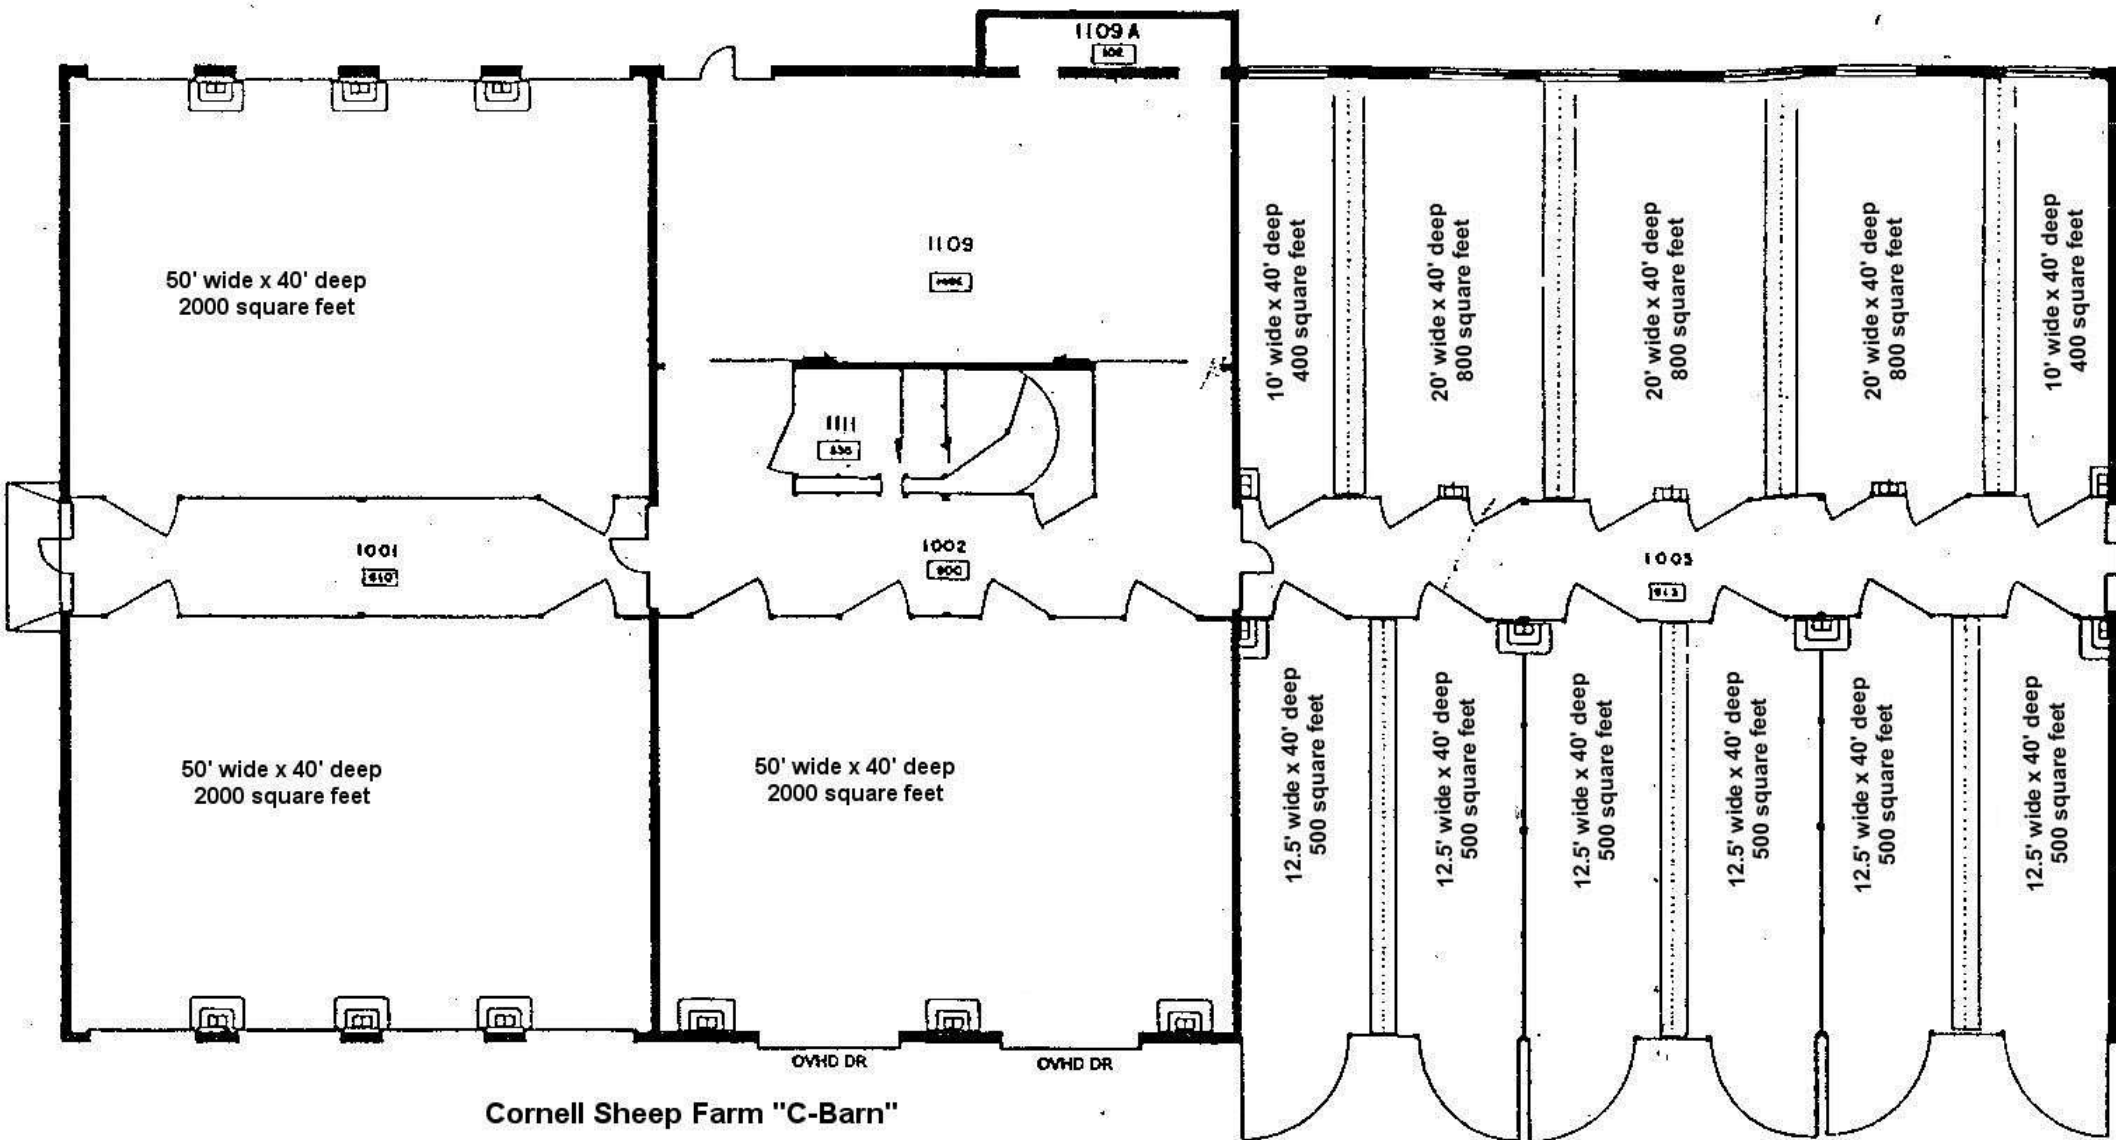 1109 A
102
1109
50' wide x 40' deep
2000 square feet
10' wide x 40' deep
400 square feet
20' wide x 40' deep
800 square feet
20' wide x 40' deep
800 square feet
20' wide x 40' deep
800 square feet
10' wide x 40' deep
400 square feet
1111
1001
610
1002
600
1003
613
50' wide x 40' deep
2000 square feet
50' wide x 40' deep
2000 square feet
12.5' wide x 40' deep
500 square feet
12.5' wide x 40' deep
500 square feet
12.5' wide x 40' deep
500 square feet
12.5' wide x 40' deep
500 square feet
12.5' wide x 40' deep
500 square feet
12.5' wide x 40' deep
500 square feet
OVHD DR
OVHD DR
Cornell Sheep Farm "C-Barn"